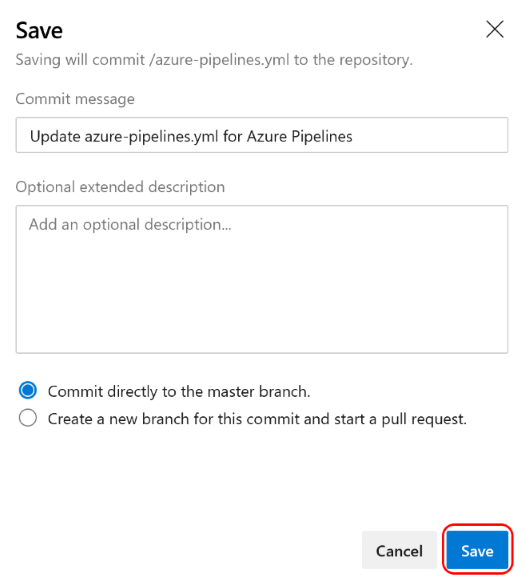 Save
Saving will commit /azure-pipelines.yml to the repository.
Commit message
Update azure-pipelines.yml for Azure Pipelines
Optional extended description
Add an optional description...
Commit directly to the master branch.
Create a new branch for this commit and start a pull request.
Cancel
Save